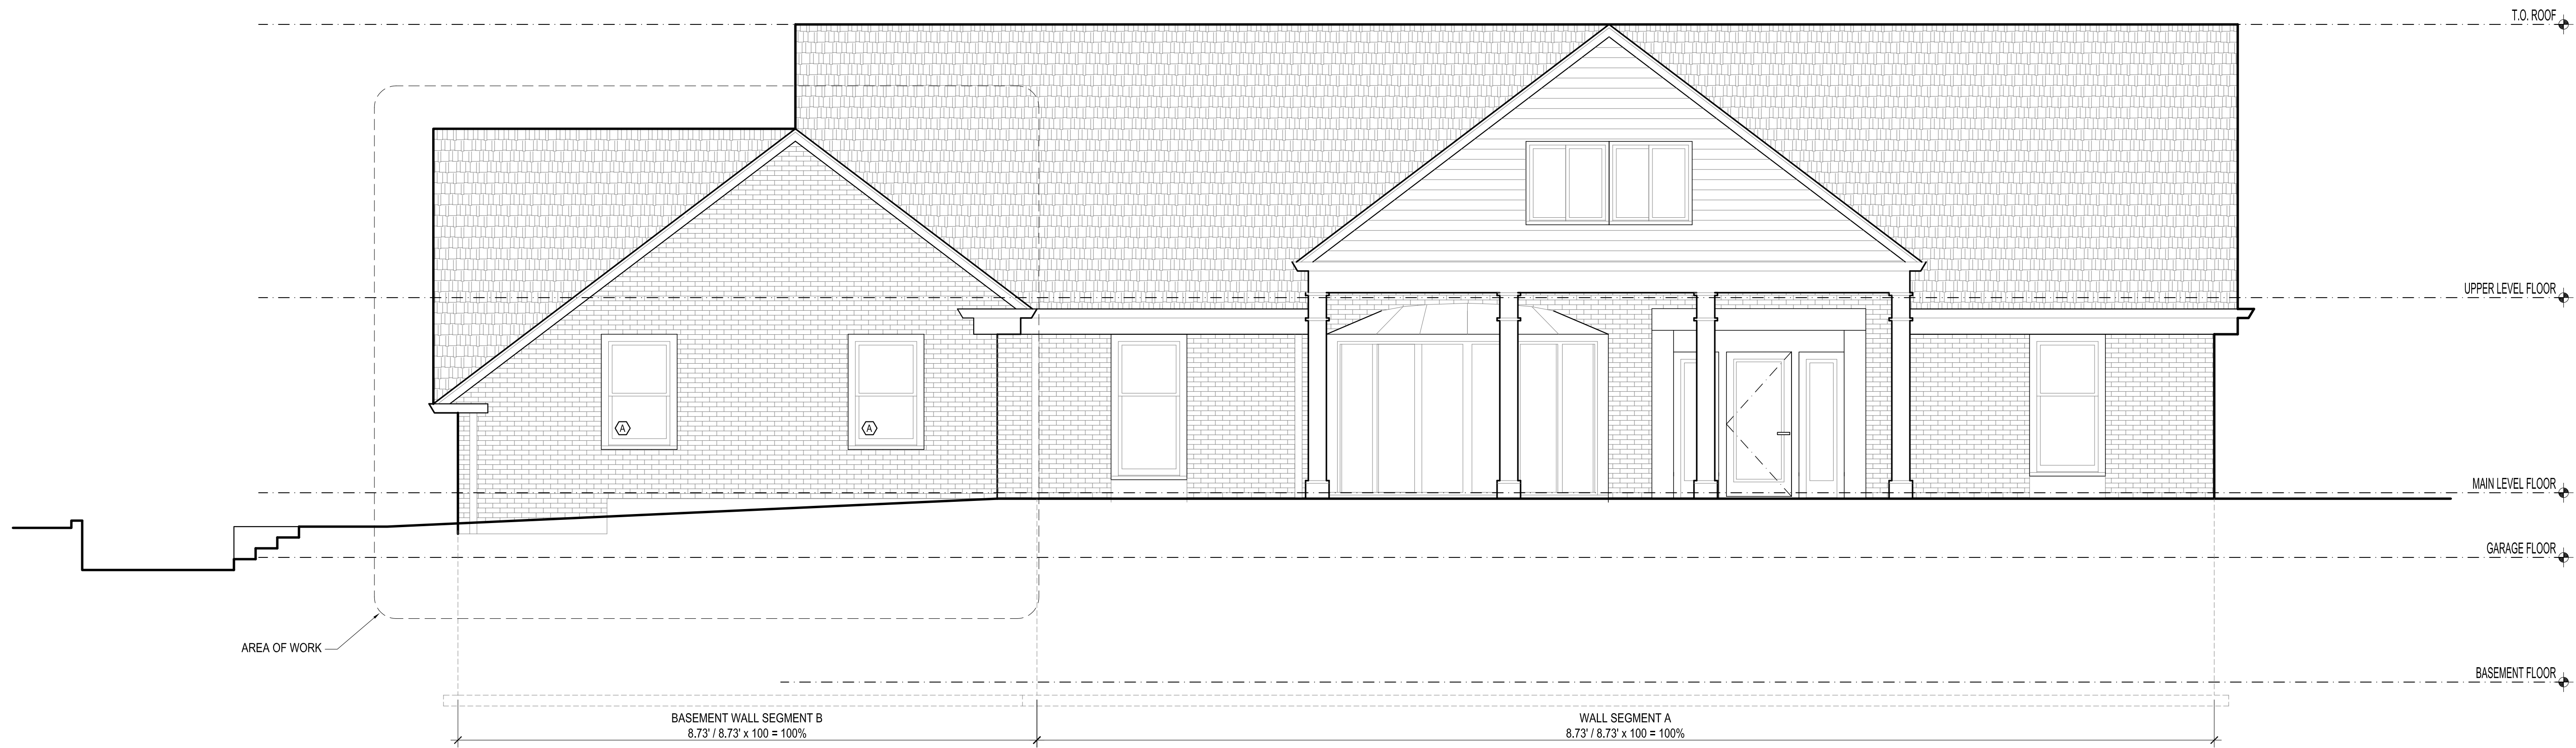 T.O. ROOF
UPPER LEVEL FLOOR
A
A
MAIN LEVEL FLOOR
GARAGE FLOOR
AREA OF WORK
BASEMENT FLOOR
BASEMENT WALL SEGMENT B
8.73' / 8.73' x 100 = 100%
WALL SEGMENT A
8.73' / 8.73' x 100 = 100%